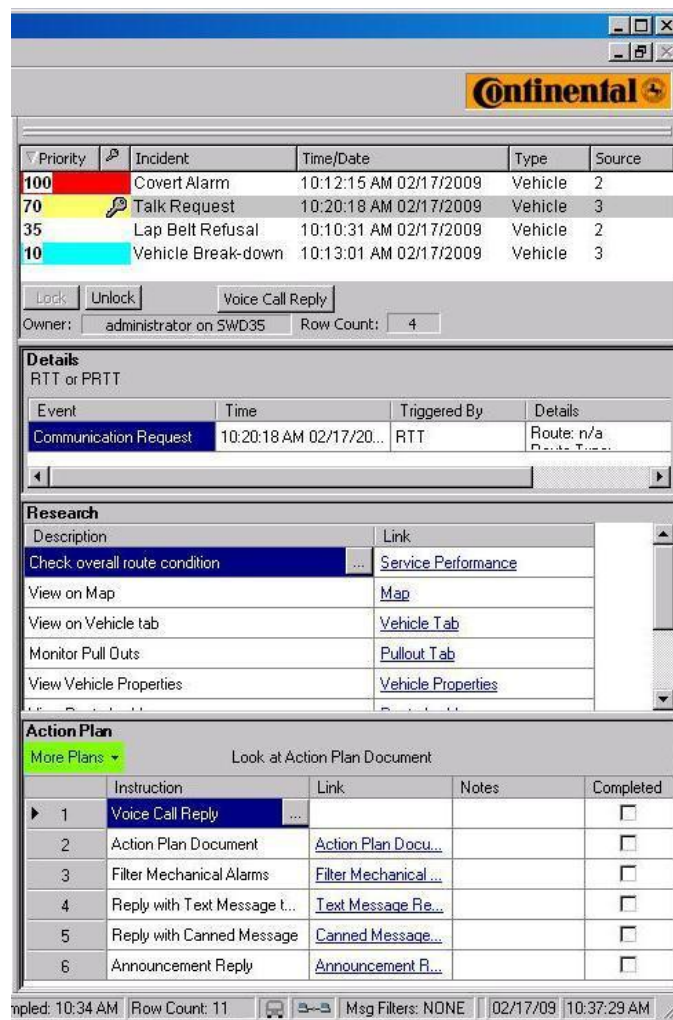 Continental
Priority Incident Time/Date Type Source
100 Covert Alarm 10:12:15 AM 02/17/2009 Vehicle 2
70 Talk Request 10:20:18 AM 02/17/2009 Vehicle 3
35 Lap Belt Refusal 10:10:31 AM 02/17/2009 Vehicle 2
10 Vehicle Break-down 10:13:01 AM 02/17/2009 Vehicle 3
Lock Unlock Voice Call Reply
Owner: administrator on SWD35 Row Count: 4
Details
RTT or PRTT
Event Time Triggered By Details
Communication Request 10:20:18 AM 02/17/20... RTT Route: n/a
Research
Description Link
Check overall route condition ... Service Performance
View on Map Map
View on Vehicle tab Vehicle Tab
Monitor Pull Outs Pullout Tab
View Vehicle Properties Vehicle Properties
Action Plan
More Plans Look at Action Plan Document
Instruction Link Notes Completed
1 Voice Call Reply ...
2 Action Plan Document Action Plan Docu...
3 Filter Mechanical Alarms Filter Mechanical ...
4 Reply with Text Message t... Text Message Re...
5 Reply with Canned Message Canned Message...
6 Announcement Reply Announcement R...
mpled: 10:34 AM Row Count: 11 Msg Filters: NONE 02/17/09 10:37:29 AM